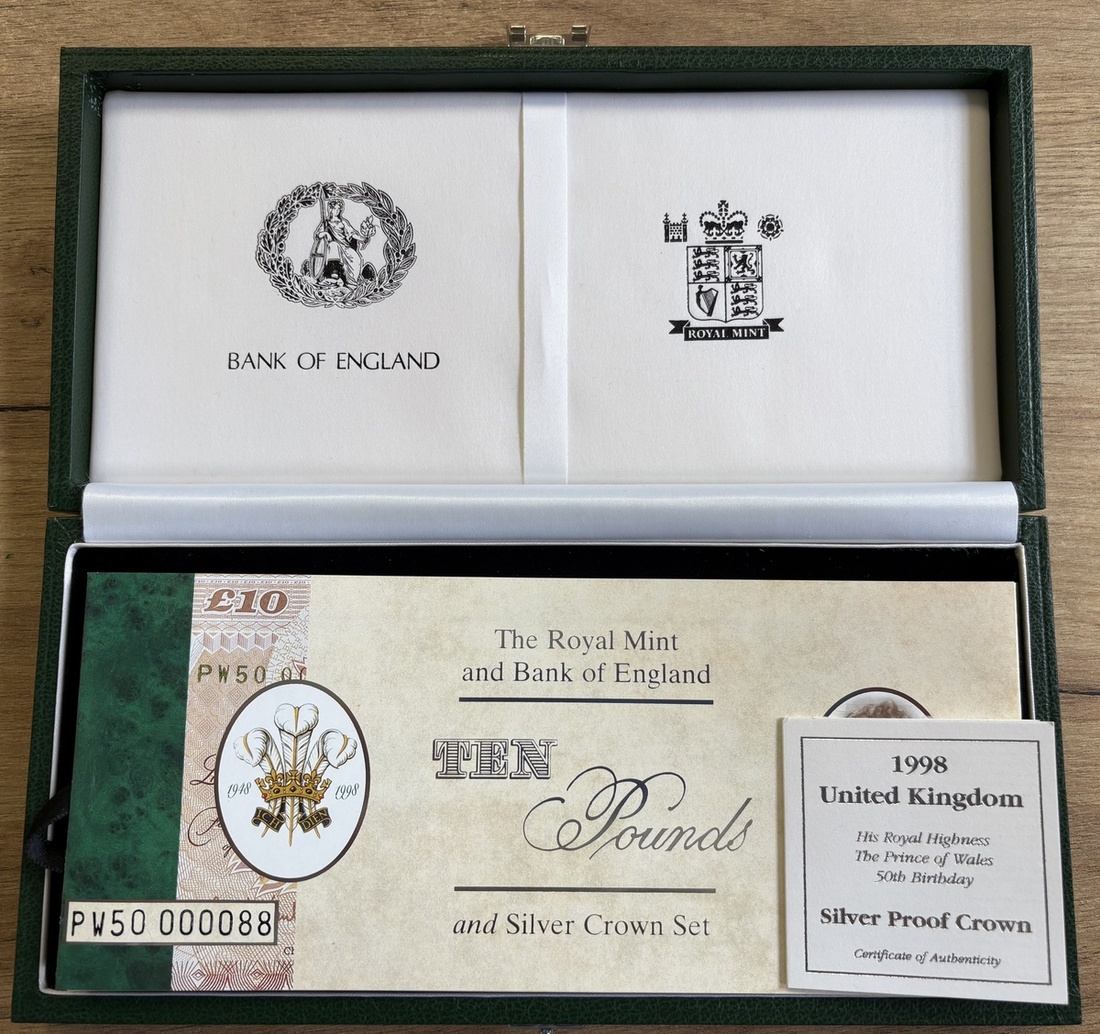 BANK OF ENGLAND
ROYAL MINT
£10
PW50
The Royal Mint
and Bank of England
TEN
Pounds
and Silver Crown Set
1948 1998
ICH DIEN
PW50 000088
1998
United Kingdom
His Royal Highness
The Prince of Wales
50th Birthday
Silver Proof Crown
Certificate of Authenticity